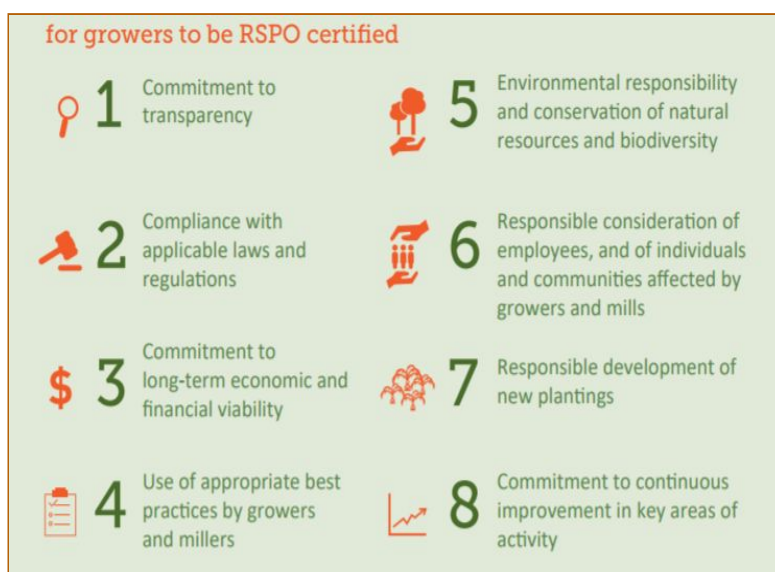 for growers to be RSPO certified
1
Commitment to
transparency
2
Compliance with
applicable laws and
regulations
$
3
Commitment to
long-term economic and
financial viability
4
Use of appropriate best
practices by growers
and millers
5
Environmental responsibility
and conservation of natural
resources and biodiversity
6
Responsible consideration of
employees, and of individuals
and communities affected by
growers and mills
7
Responsible development of
new plantings
8
Commitment to continuous
improvement in key areas of
activity